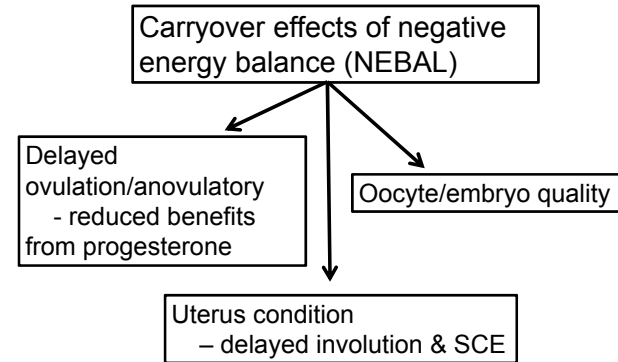 Carryover effects of negative
energy balance (NEBAL)
Delayed
ovulation/anovulatory
- reduced benefits
from progesterone
Oocyte/embryo quality
Uterus condition
– delayed involution & SCE